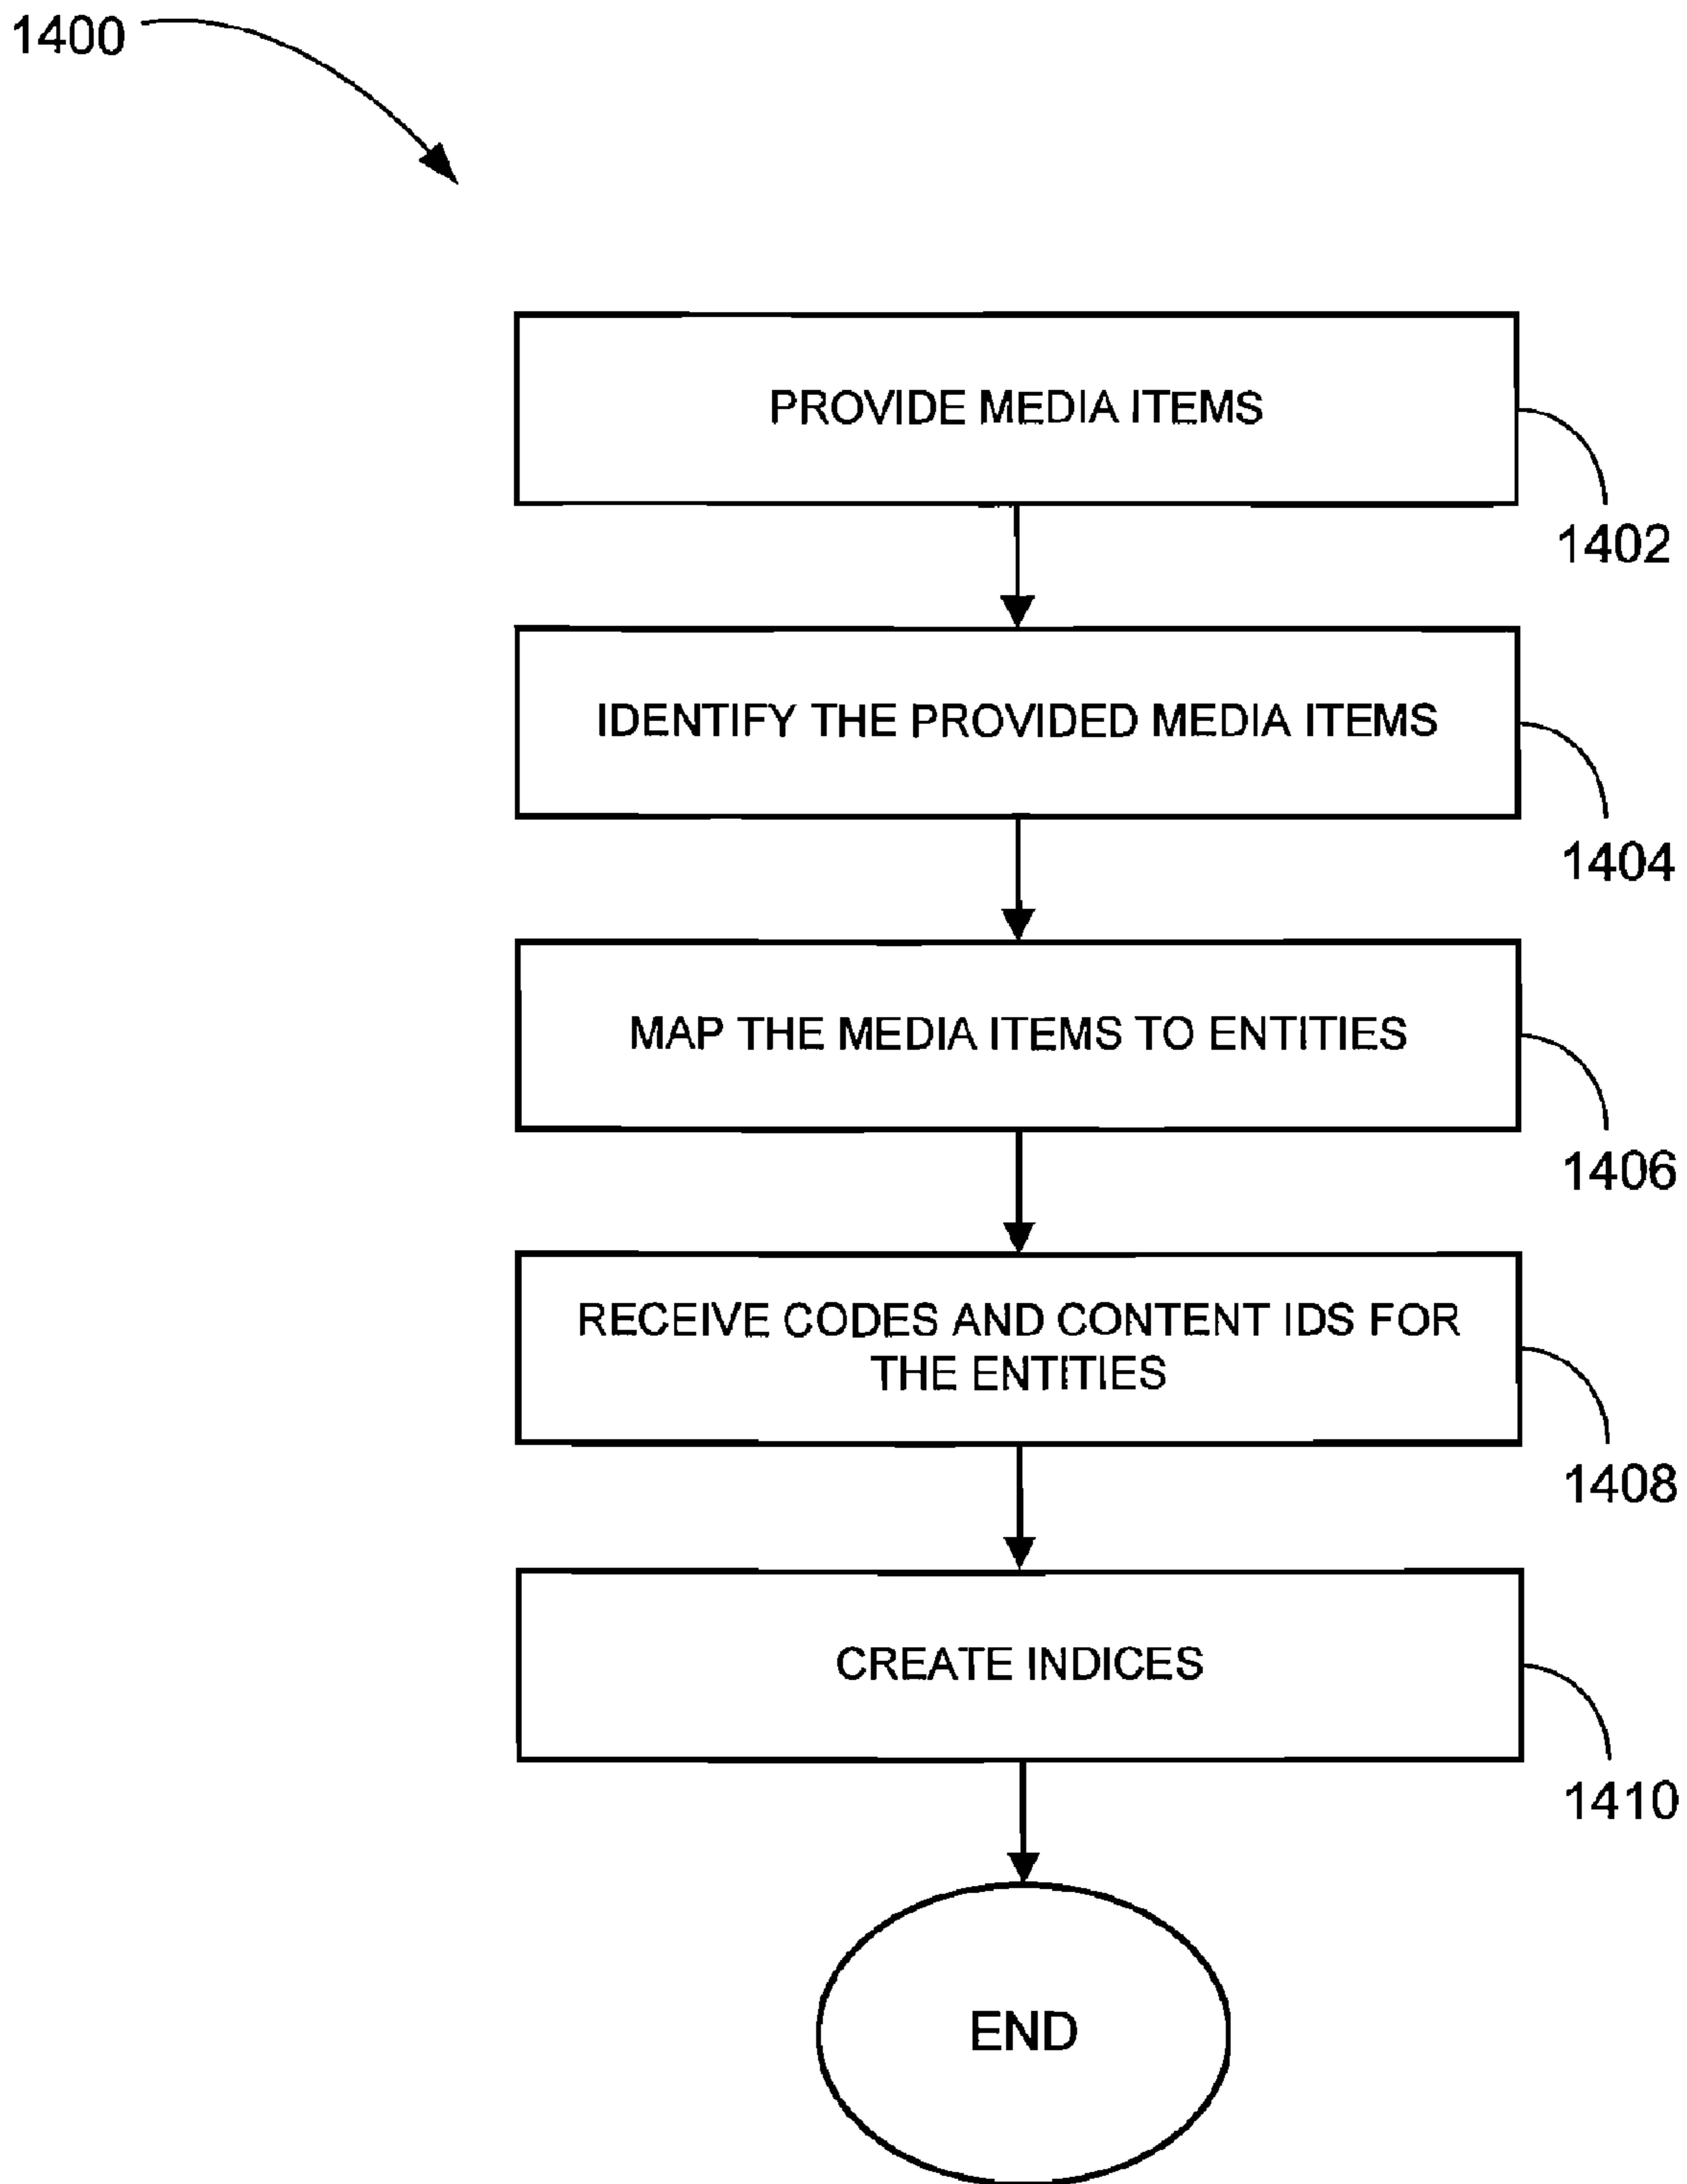 1400
PROVIDE MEDIA ITEMS
1402
IDENTIFY THE PROVIDED MEDIA ITEMS
1404
MAP THE MEDIA ITEMS TO ENTITIES
1406
RECEIVE CODES AND CONTENT IDS FOR
THE ENTITIES
1408
CREATE INDICES
1410
END